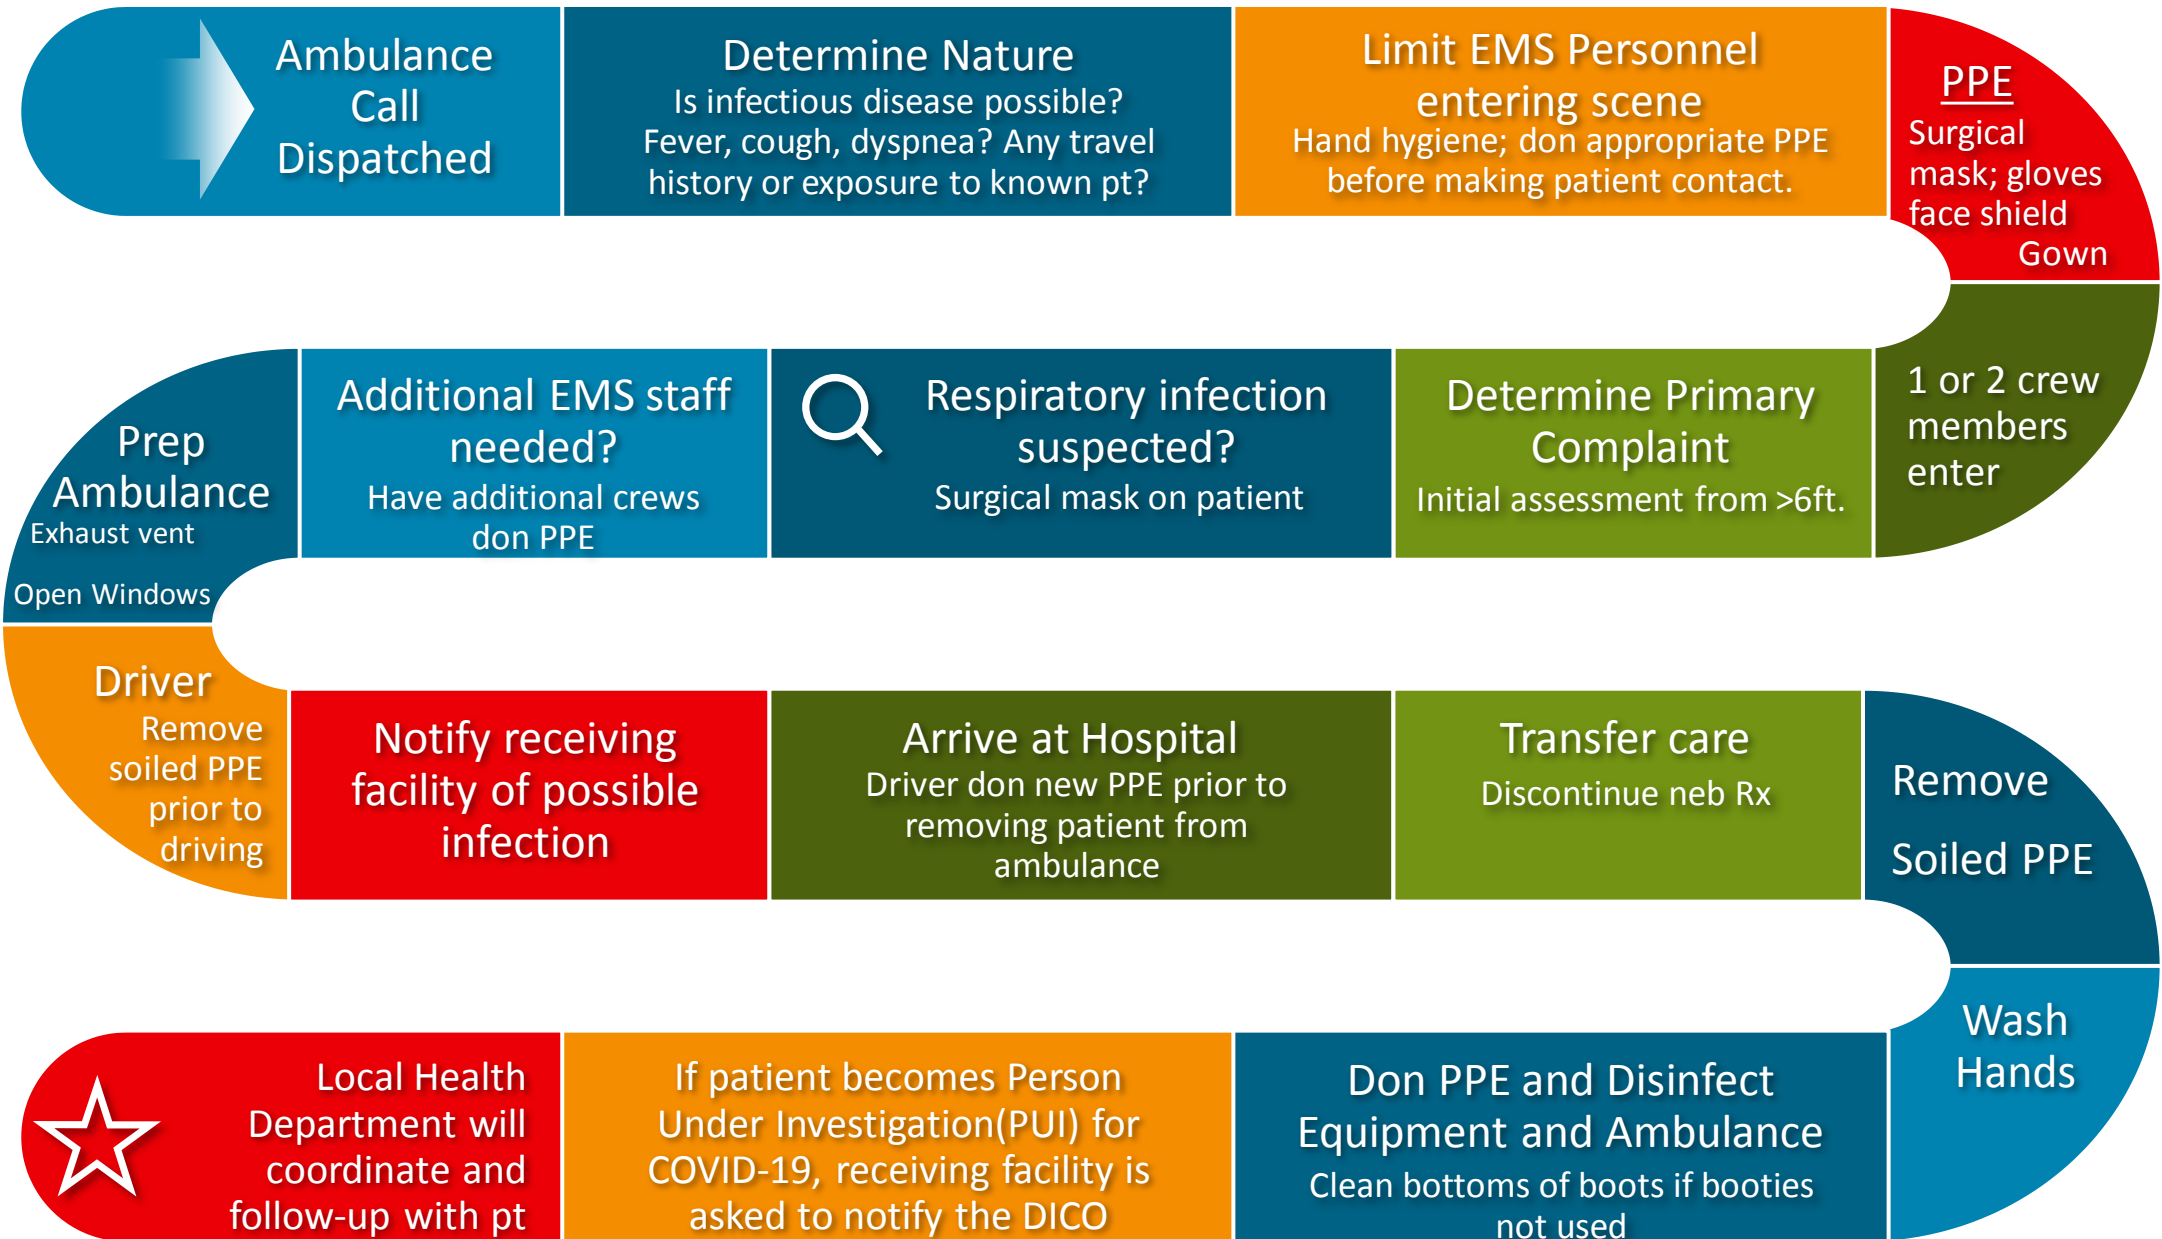 Ambulance
Call
Dispatched
Determine Nature
Is infectious disease possible?
Fever, cough, dyspnea? Any travel
history or exposure to known pt?
Limit EMS Personnel
entering scene
Hand hygiene; don appropriate PPE
before making patient contact.
PPE
Surgical
mask; gloves
face shield
Gown
1 or 2 crew
members
enter
Determine Primary
Complaint
Initial assessment from >6ft.
Respiratory infection
suspected?
Surgical mask on patient
Additional EMS staff
needed?
Have additional crews
don PPE
Prep
Ambulance
Exhaust vent
Open Windows
Driver
Remove
soiled PPE
prior to
driving
Notify receiving
facility of possible
infection
Arrive at Hospital
Driver don new PPE prior to
removing patient from
ambulance
Transfer care
Discontinue neb Rx
Remove
Soiled PPE
Wash
Hands
Don PPE and Disinfect
Equipment and Ambulance
Clean bottoms of boots if booties
not used
If patient becomes Person
Under Investigation(PUI) for
COVID-19, receiving facility is
asked to notify the DICO
Local Health
Department will
coordinate and
follow-up with pt